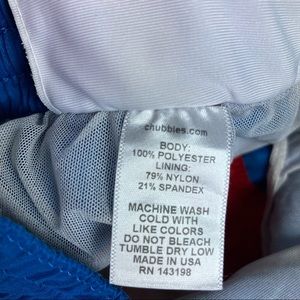 chubbies.com
BODY:
100% POLYESTER
LINING:
79% NYLON
21% SPANDEX
MACHINE WASH
COLD WITH
LIKE COLORS
DO NOT BLEACH
TUMBLE DRY LOW
MADE IN USA
RN 143198